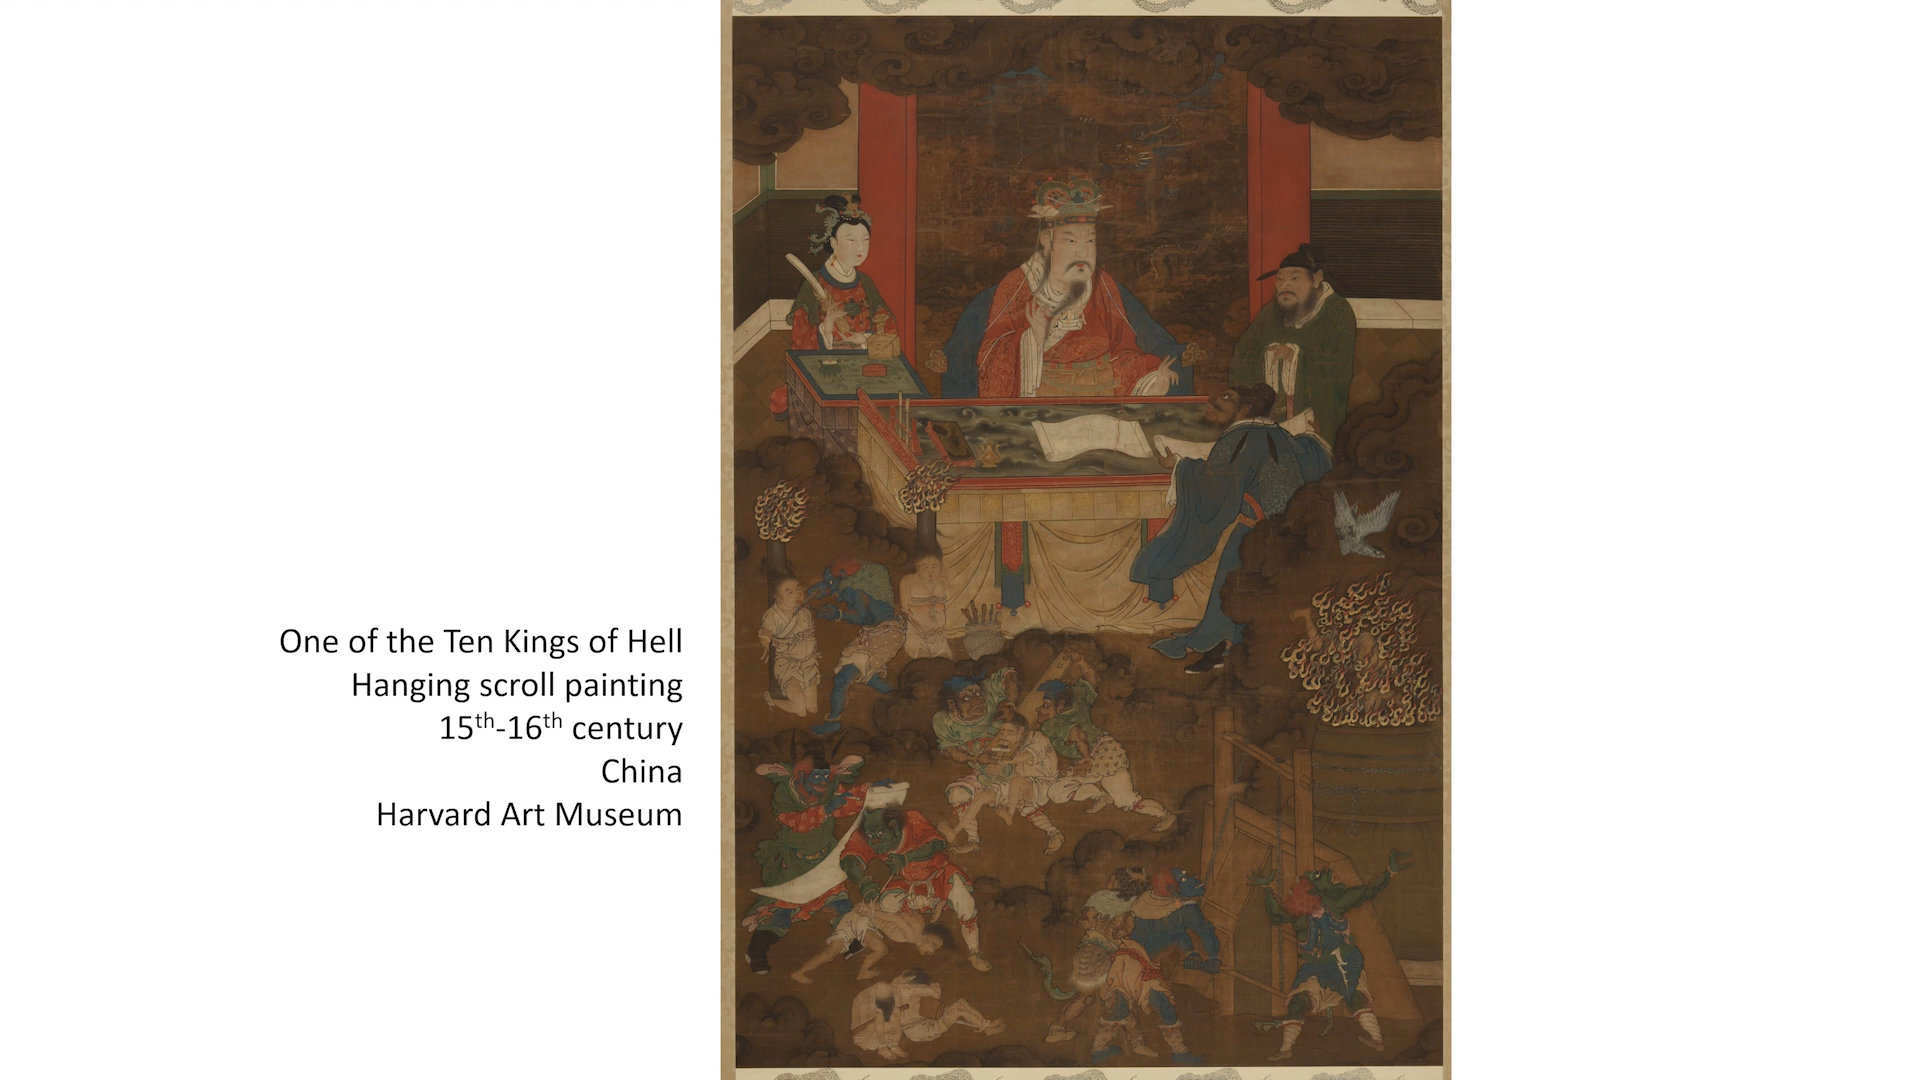 One of the Ten Kings of Hell
Hanging scroll painting
15th-16th century
China
Harvard Art Museum